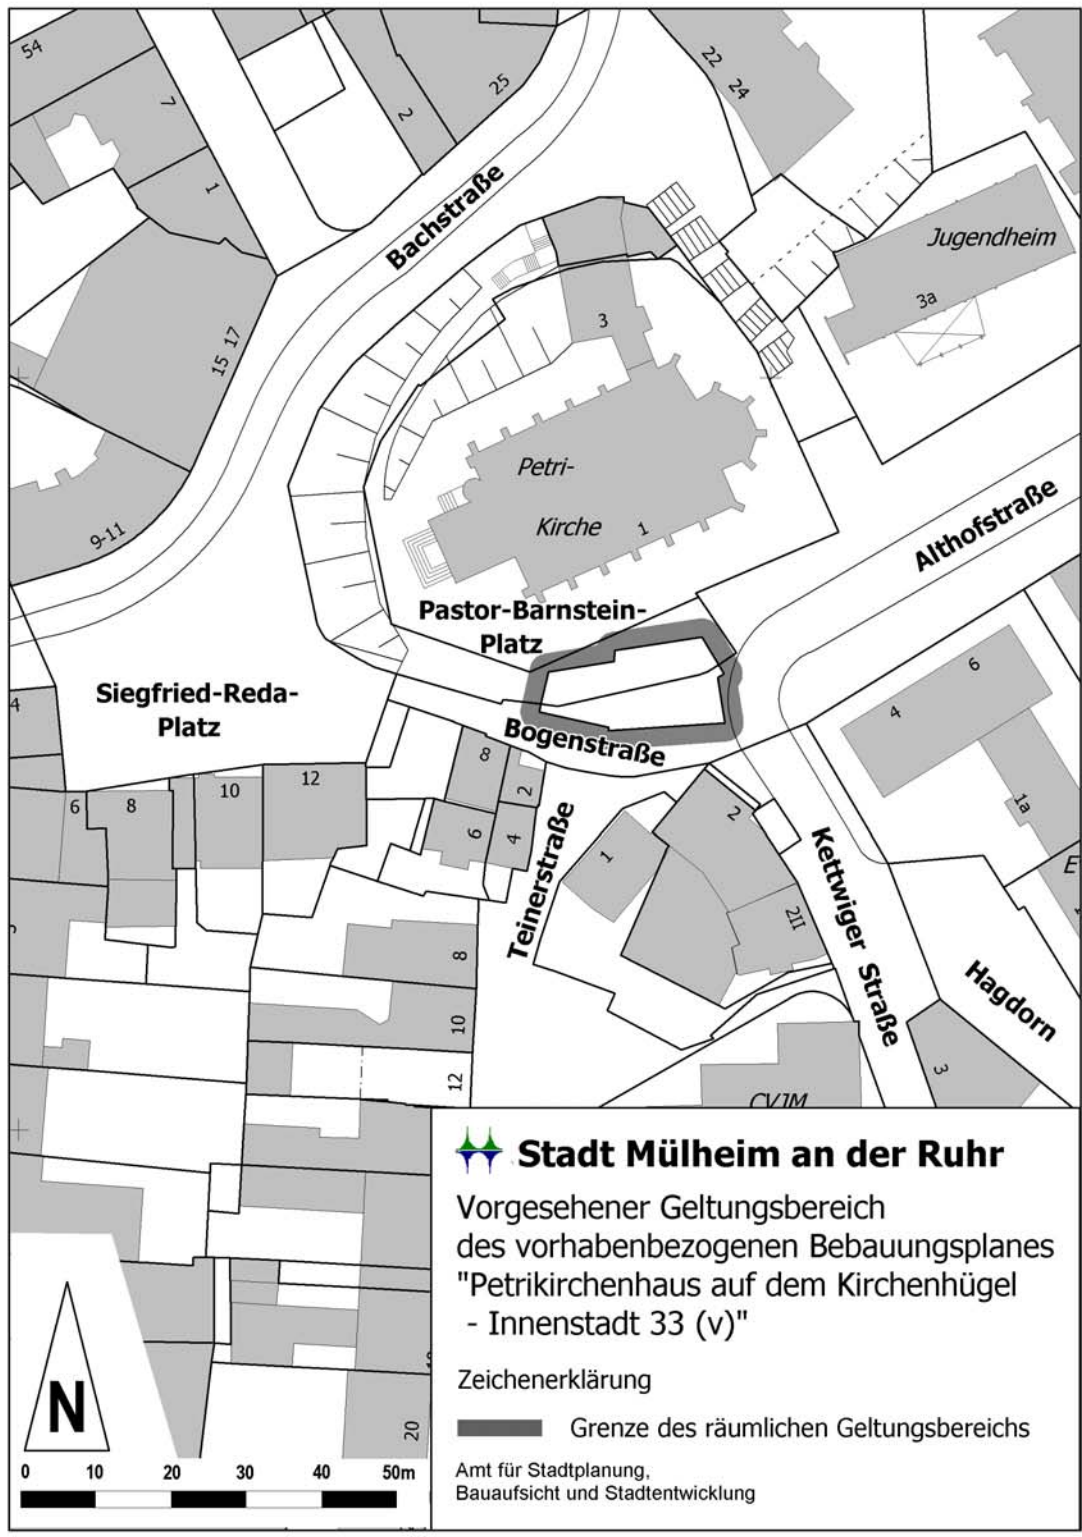 54
7
1
2
25
22
24
Bachstraße
Jugendheim
3a
3
15 17
9-11
Petri-
Kirche
1
Althofstraße
Pastor-Barnstein-
Platz
Siegfried-Reda-
Platz
Bogenstraße
4
6
8
10
12
8
2
6
4
Teinerstraße
1
2
2II
Kettwiger Straße
4
6
1a
E
Hagdorn
3
8
10
12
CVJM
20
Stadt Mülheim an der Ruhr
Vorgesehener Geltungsbereich
des vorhabenbezogenen Bebauungsplanes
"Petrikirchenhaus auf dem Kirchenhügel
- Innenstadt 33 (v)"
Zeichenerklärung
Grenze des räumlichen Geltungsbereichs
Amt für Stadtplanung,
Bauaufsicht und Stadtentwicklung
N
0 10 20 30 40 50m